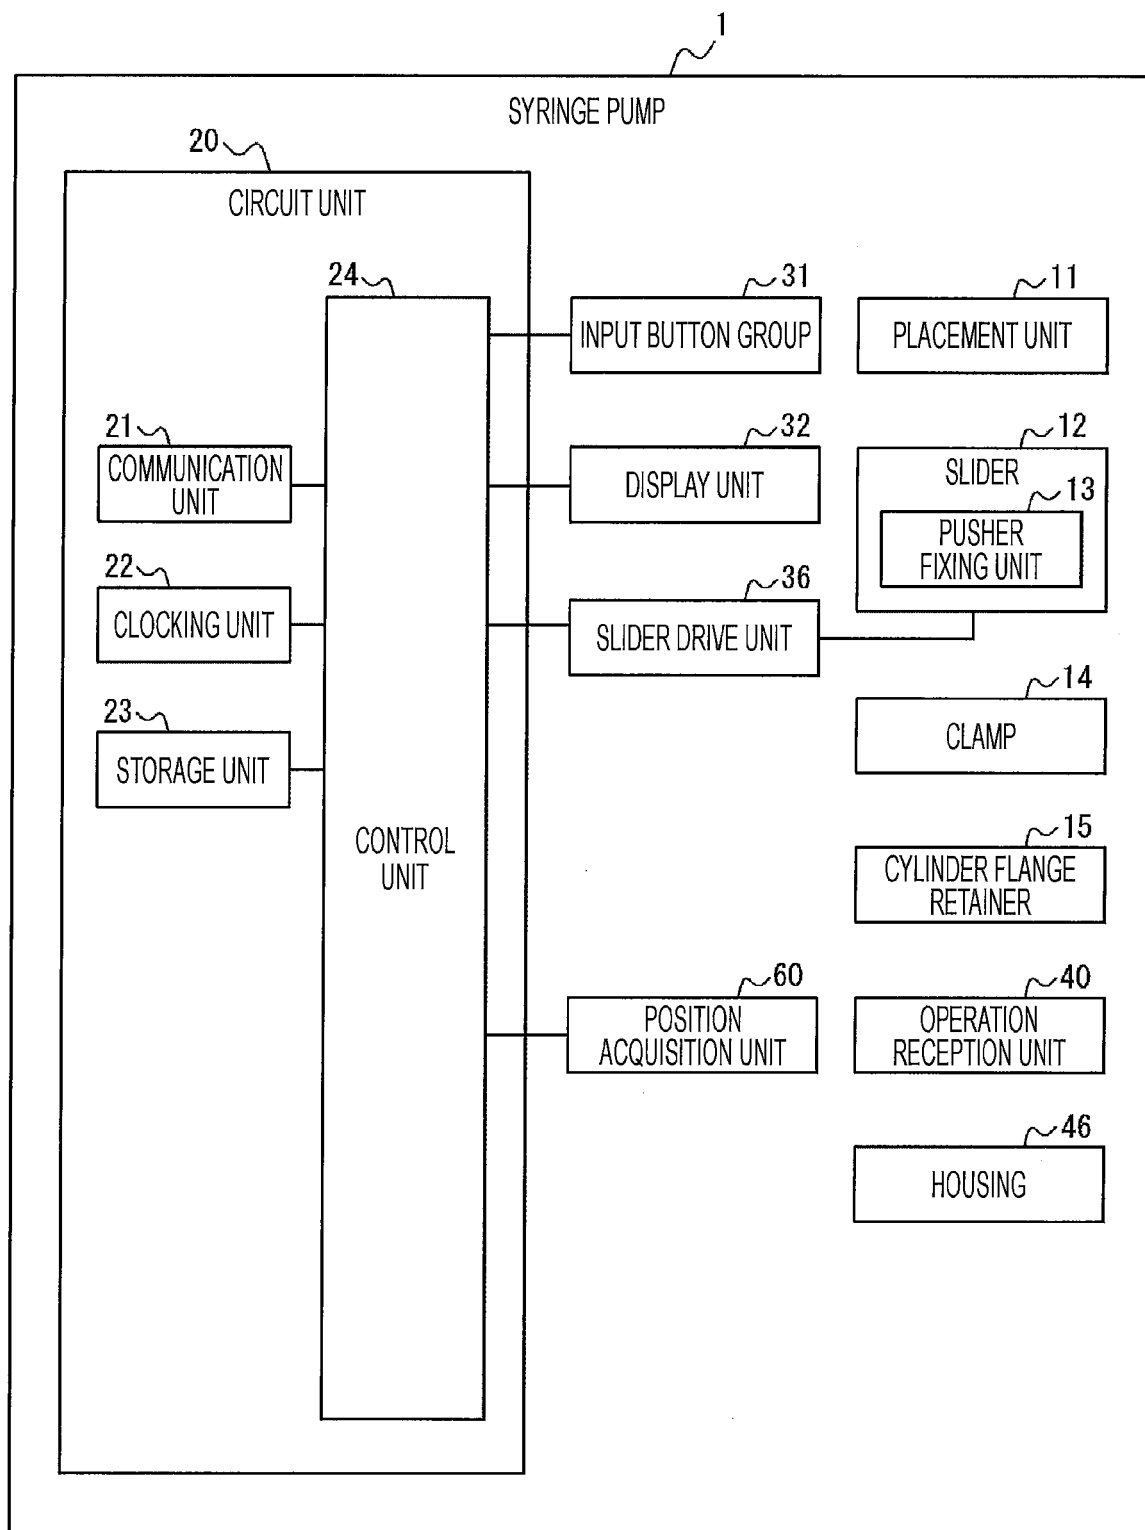 1
SYRINGE PUMP
20
CIRCUIT UNIT
24
31
11
INPUT BUTTON GROUP
PLACEMENT UNIT
21
32
12
COMMUNICATION
UNIT
DISPLAY UNIT
SLIDER
13
PUSHER
FIXING UNIT
22
36
CLOCKING UNIT
SLIDER DRIVE UNIT
14
CLAMP
23
STORAGE UNIT
CONTROL
UNIT
15
CYLINDER FLANGE
RETAINER
60
40
POSITION
ACQUISITION UNIT
OPERATION
RECEPTION UNIT
46
HOUSING